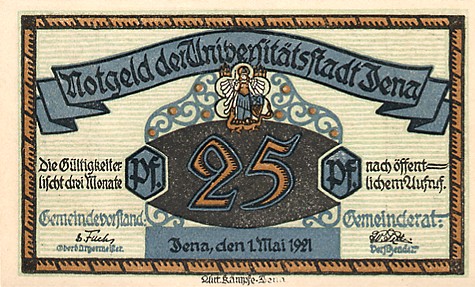 Notgeld der Universitätsstadt Jena
Die Gültigkeit er
lischt drei Monate
Pf. 25 Pf.
nach öffent
lichem Aufruf.
Gemeindevorstand:
Gemeinderat:
Oberbürgermeister.
Vorsitzender.
Jena, den 1. Mai 1921